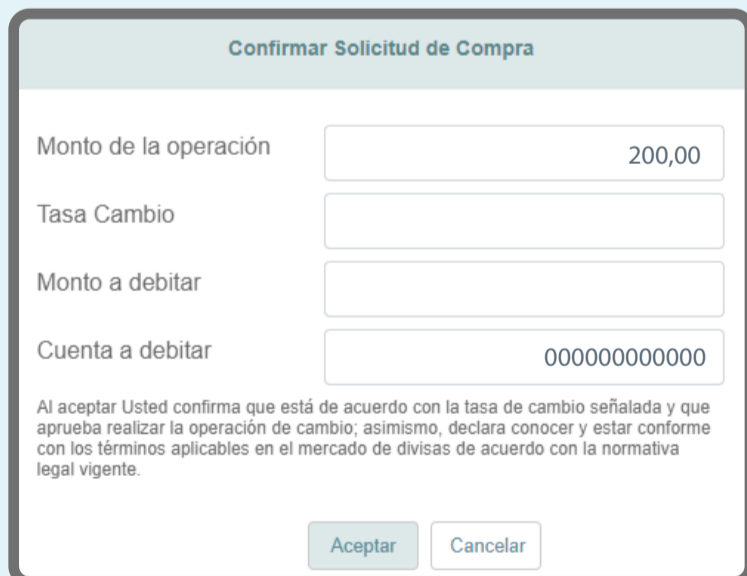 Confirmar Solicitud de Compra
Monto de la operación
200,00
Tasa Cambio
Monto a debitar
Cuenta a debitar
000000000000
Al aceptar Usted confirma que está de acuerdo con la tasa de cambio señalada y que
aprueba realizar la operación de cambio; asimismo, declara conocer y estar conforme
con los términos aplicables en el mercado de divisas de acuerdo con la normativa
legal vigente.
Aceptar
Cancelar